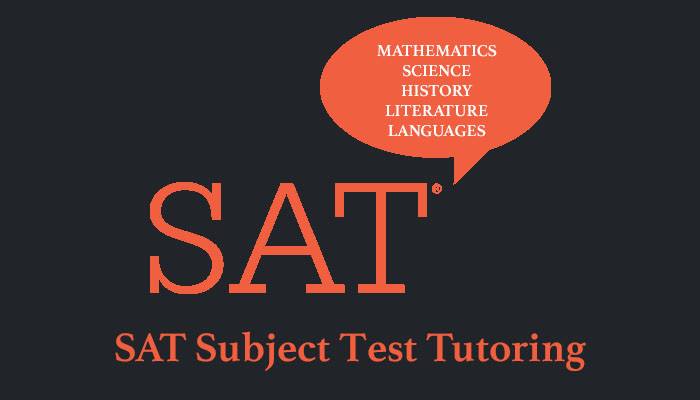 MATHEMATICS
SCIENCE
HISTORY
LITERATURE
LANGUAGES
SAT®
SAT Subject Test Tutoring